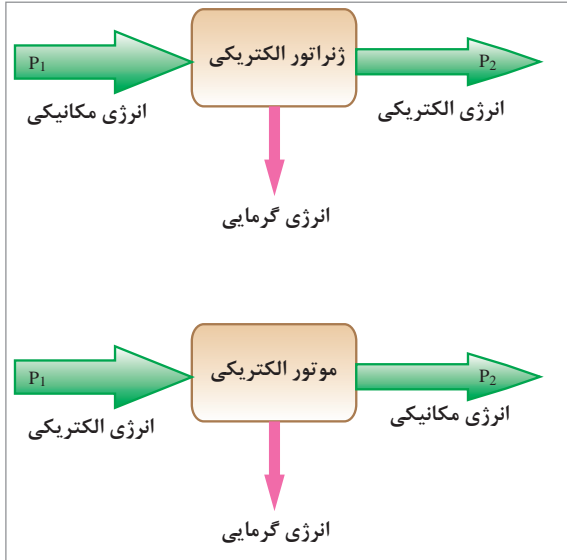 ژنراتور الکتریکی
P1
P2
انرژی مکانیکی
انرژی الکتریکی
انرژی گرمایی
موتور الکتریکی
P1
P2
انرژی الکتریکی
انرژی مکانیکی
انرژی گرمایی